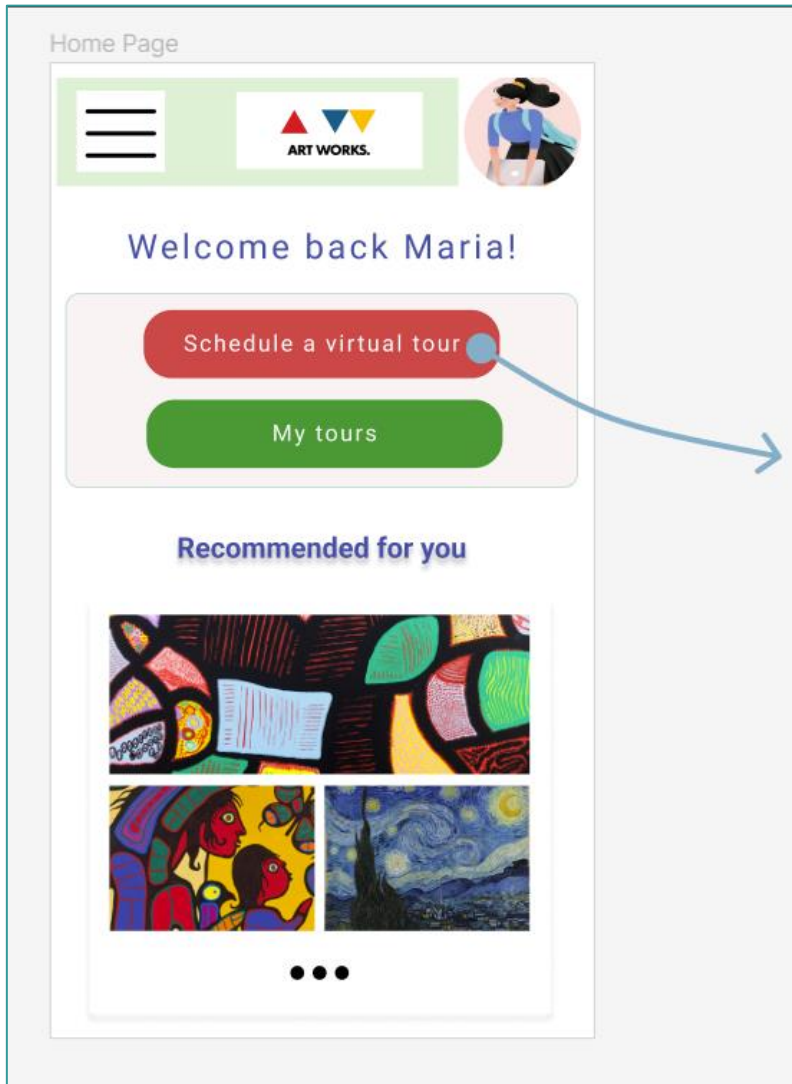 Home Page
ART WORKS.
Welcome back Maria!
Schedule a virtual tour
My tours
Recommended for you